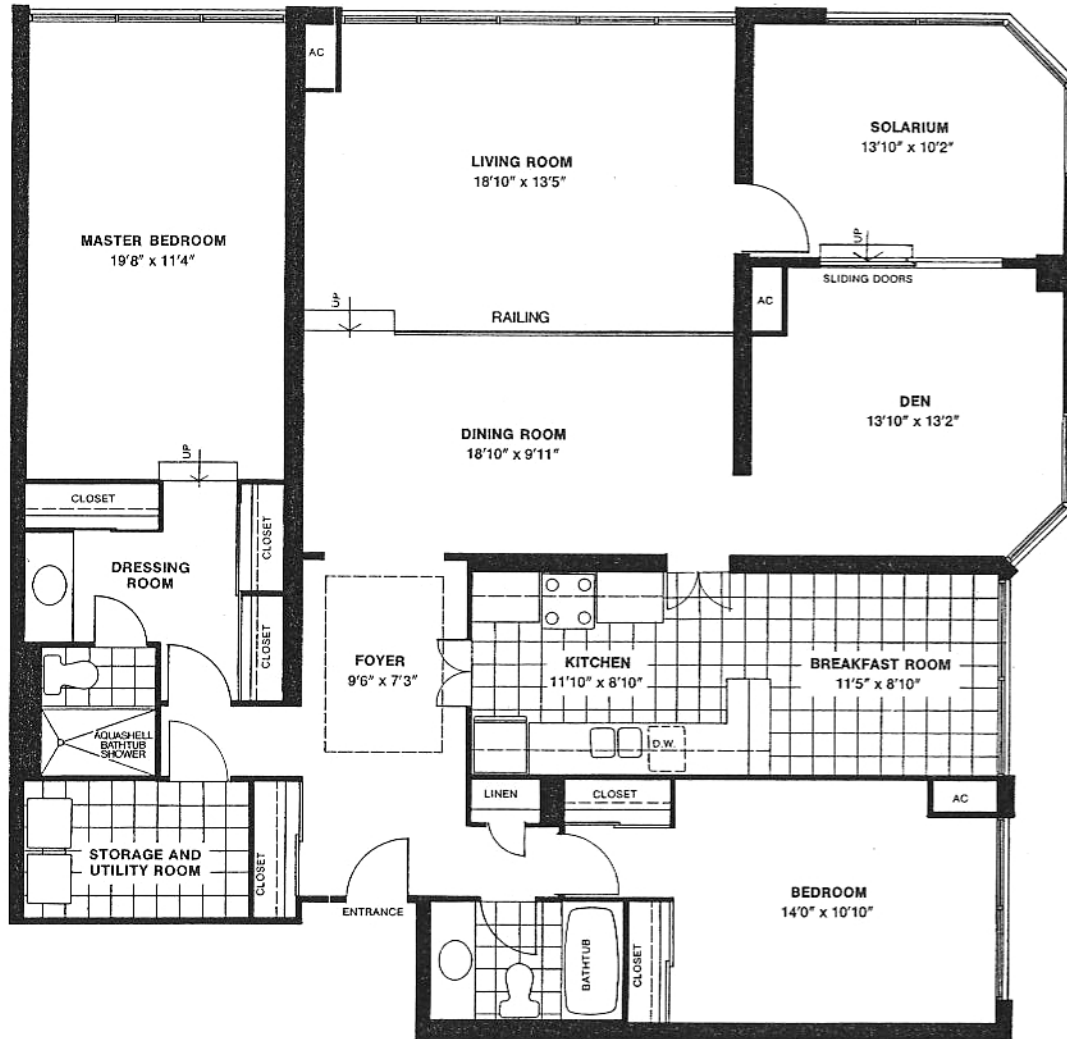 AC
SOLARIUM
13'10" x 10'2"
LIVING ROOM
18'10" x 13'5"
MASTER BEDROOM
19'8" x 11'4"
UP
SLIDING DOORS
AC
UP
RAILING
DEN
13'10" x 13'2"
DINING ROOM
18'10" x 9'11"
UP
CLOSET
CLOSET
DRESSING
ROOM
CLOSET
FOYER
9'6" x 7'3"
KITCHEN
11'10" x 8'10"
BREAKFAST ROOM
11'5" x 8'10"
AQUASHELL
BATHTUB
SHOWER
D.W.
LINEN
CLOSET
AC
STORAGE AND
UTILITY ROOM
CLOSET
BEDROOM
14'0" x 10'10"
ENTRANCE
BATHTUB
CLOSET